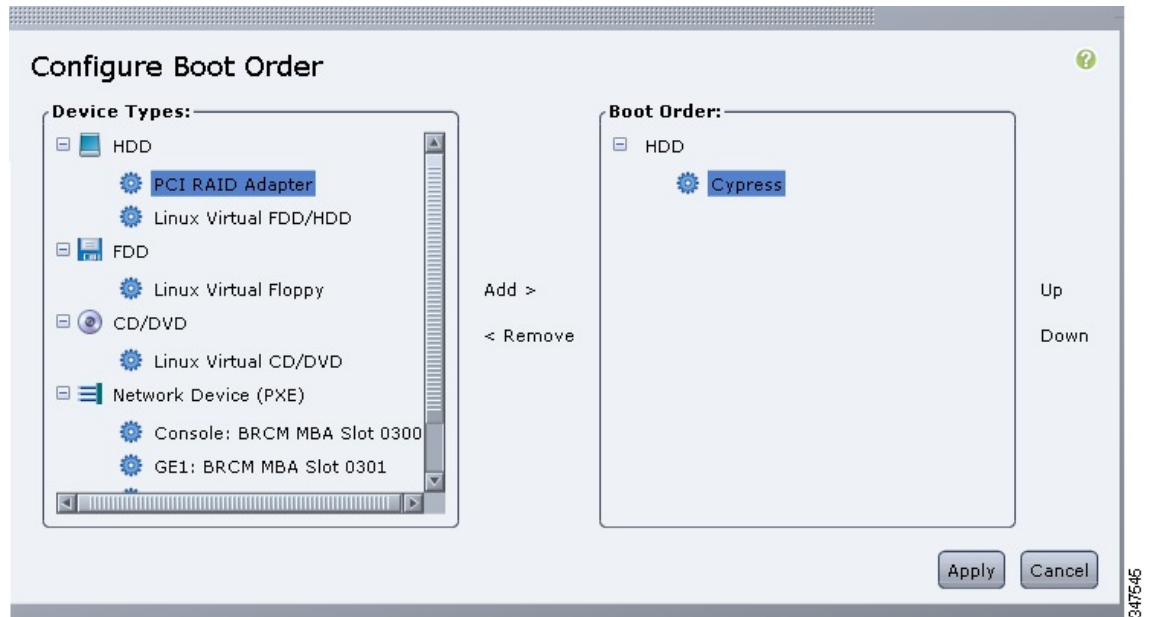 Configure Boot Order
Device Types:
HDD
PCI RAID Adapter
Linux Virtual FDD/HDD
FDD
Linux Virtual Floppy
CD/DVD
Linux Virtual CD/DVD
Network Device (PXE)
Console: BRCM MBA Slot 0300
GE1: BRCM MBA Slot 0301
Add >
< Remove
Boot Order:
HDD
Cypress
Up
Down
Apply
Cancel
347545